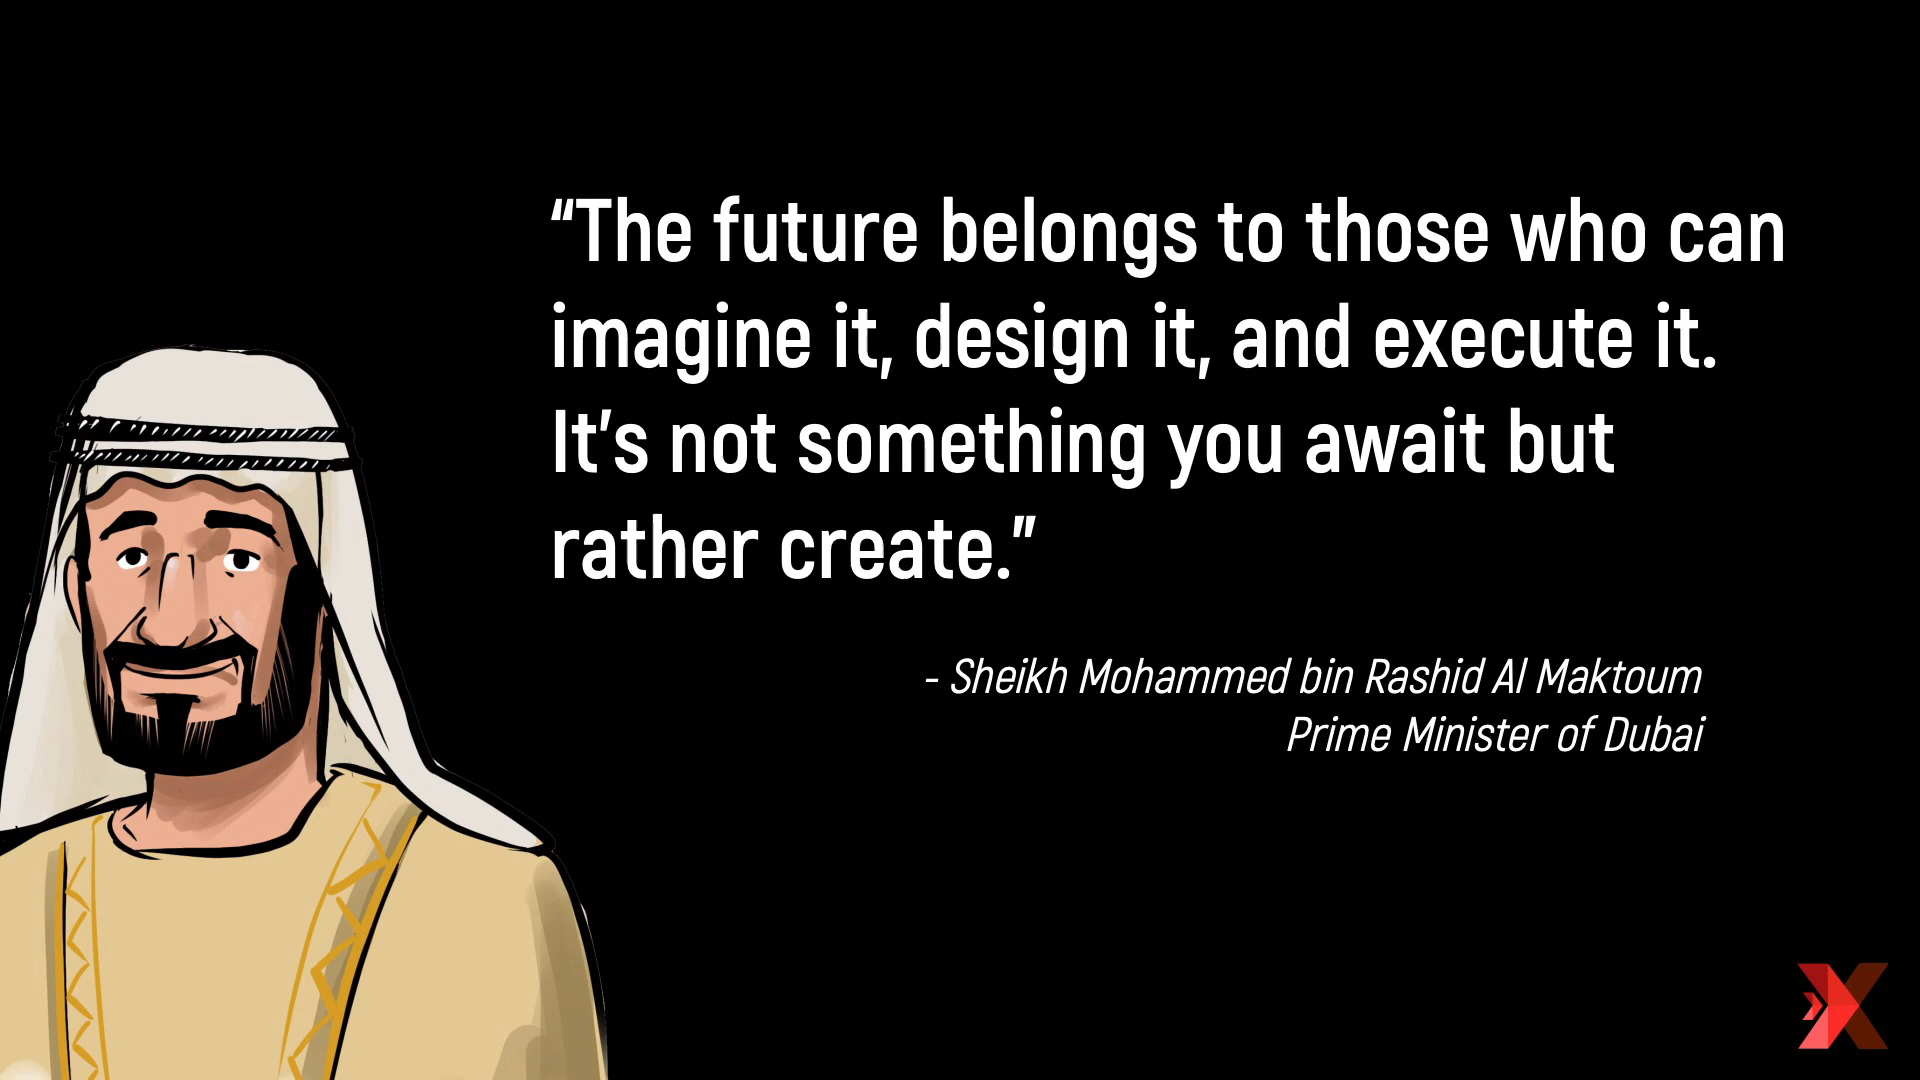 “The future belongs to those who can
imagine it, design it, and execute it.
It’s not something you await but
rather create.”
- Sheikh Mohammed bin Rashid Al Maktoum
Prime Minister of Dubai